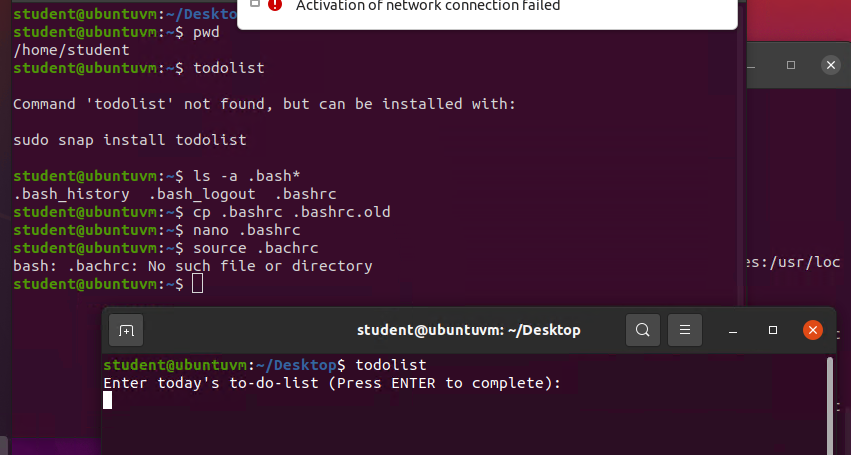 Activation of network connection failed
student@ubuntuvm:~/Deskto
student@ubuntuvm:~$ pwd
/home/student
student@ubuntuvm:~$ todolist
Command 'todolist' not found, but can be installed with:
sudo snap install todolist
student@ubuntuvm:~$ ls -a .bash*
.bash_history  .bash_logout  .bashrc
student@ubuntuvm:~$ cp .bashrc .bashrc.old
student@ubuntuvm:~$ nano .bashrc
student@ubuntuvm:~$ source .bachrc
bash: .bachrc: No such file or directory
student@ubuntuvm:~$
es:/usr/loc
student@ubuntuvm: ~/Desktop
student@ubuntuvm:~/Desktop$ todolist
Enter today's to-do-list (Press ENTER to complete):